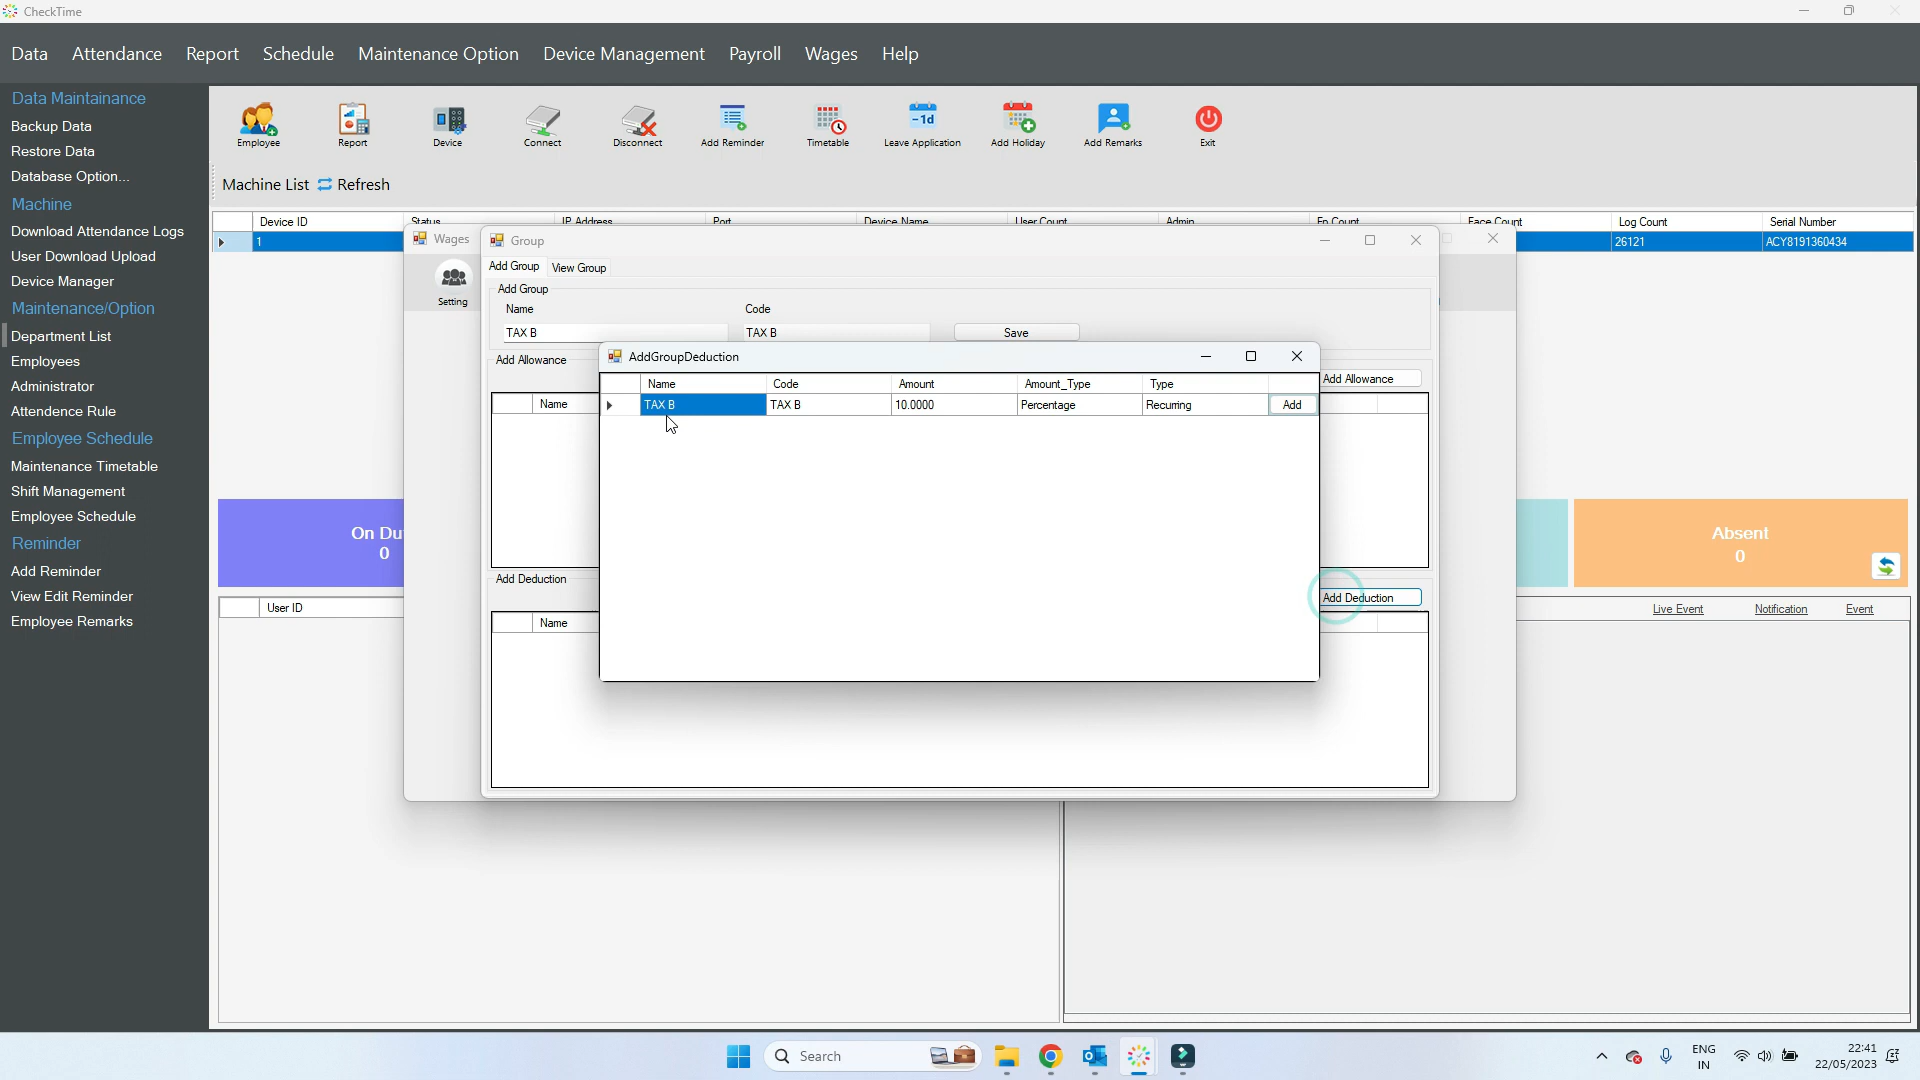 CheckTime
Data Attendance Report Schedule Maintenance Option Device Management Payroll Wages Help
Data Maintainance
Backup Data
Restore Data
Database Option...
Machine
Download Attendance Logs
User Download Upload
Device Manager
Maintenance/Option
Department List
Employees
Administrator
Attendence Rule
Employee Schedule
Maintenance Timetable
Shift Management
Employee Schedule
Reminder
Add Reminder
View Edit Reminder
Employee Remarks
Employee Report Device Connect Disconnect Add Reminder Timetable -1d Leave Application Add Holiday Add Remarks Exit
Machine List Refresh
Device ID Status IP Address Port Device Name User Count Admin Fp Count Face Count Log Count Serial Number
1 26121 ACY8191360434
Wages
Setting
Group
Add Group View Group
Add Group
Name Code
TAX B TAX B Save
Add Allowance
Add Allowance
Name
AddGroupDeduction
Name Code Amount Amount_Type Type
TAX B TAX B 10.0000 Percentage Recurring Add
Add Deduction
Add Deduction
Name
On Du
0
Absent
0
User ID
Live Event Notification Event
Search
ENG
IN
22:41
22/05/2023